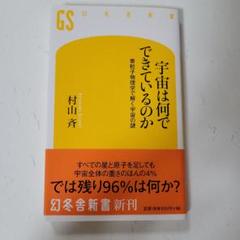 GS 幻冬舎新書
宇宙は何で
できているのか
素粒子物理学で解く宇宙の謎
村山 斉
すべての星と原子を足しても
宇宙全体の重さのほんの4%
では残り96%は何か?
幻冬舎新書 新刊